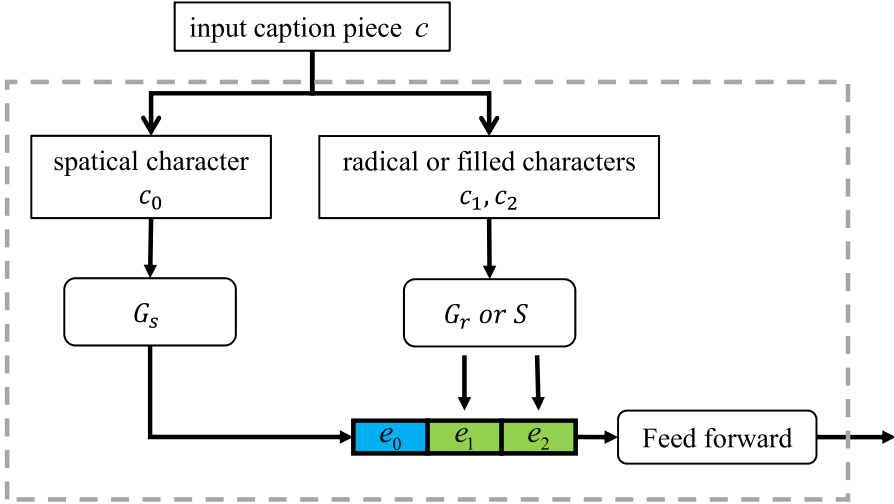 input caption piece c
spatical character
c₀
radical or filled characters
c₁, c₂
Gₛ
Gᵣ or S
e₀ e₁ e₂
Feed forward